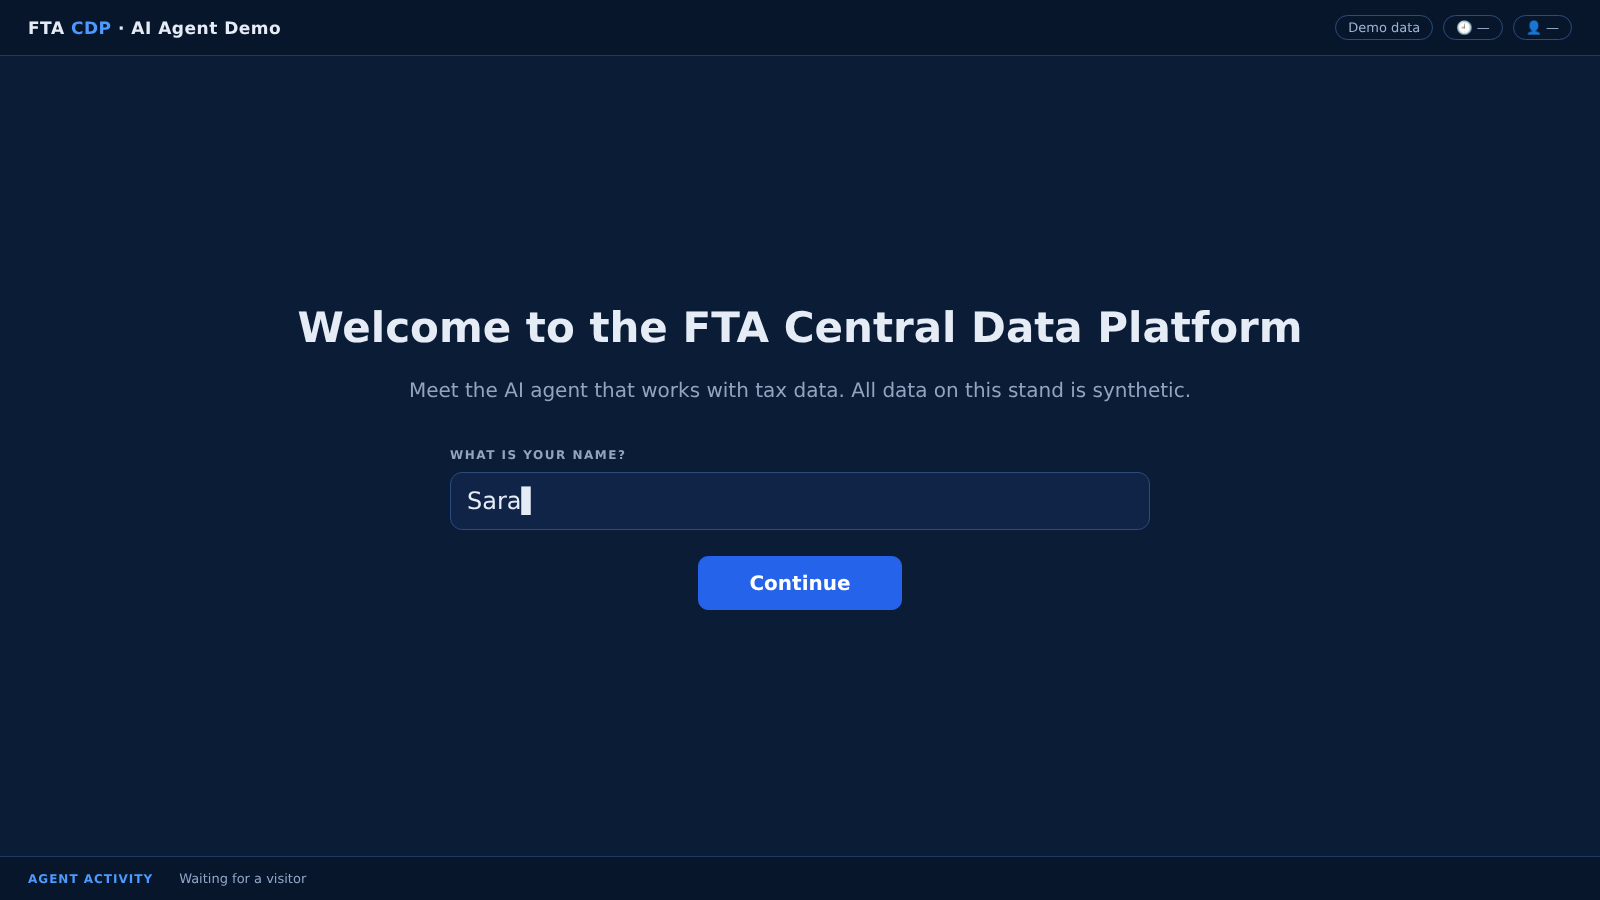 FTA CDP · AI Agent Demo
Demo data
🕘 —
👤 —
Welcome to the FTA Central Data Platform
Meet the AI agent that works with tax data. All data on this stand is synthetic.
WHAT IS YOUR NAME?
Sara
Continue
AGENT ACTIVITY Waiting for a visitor